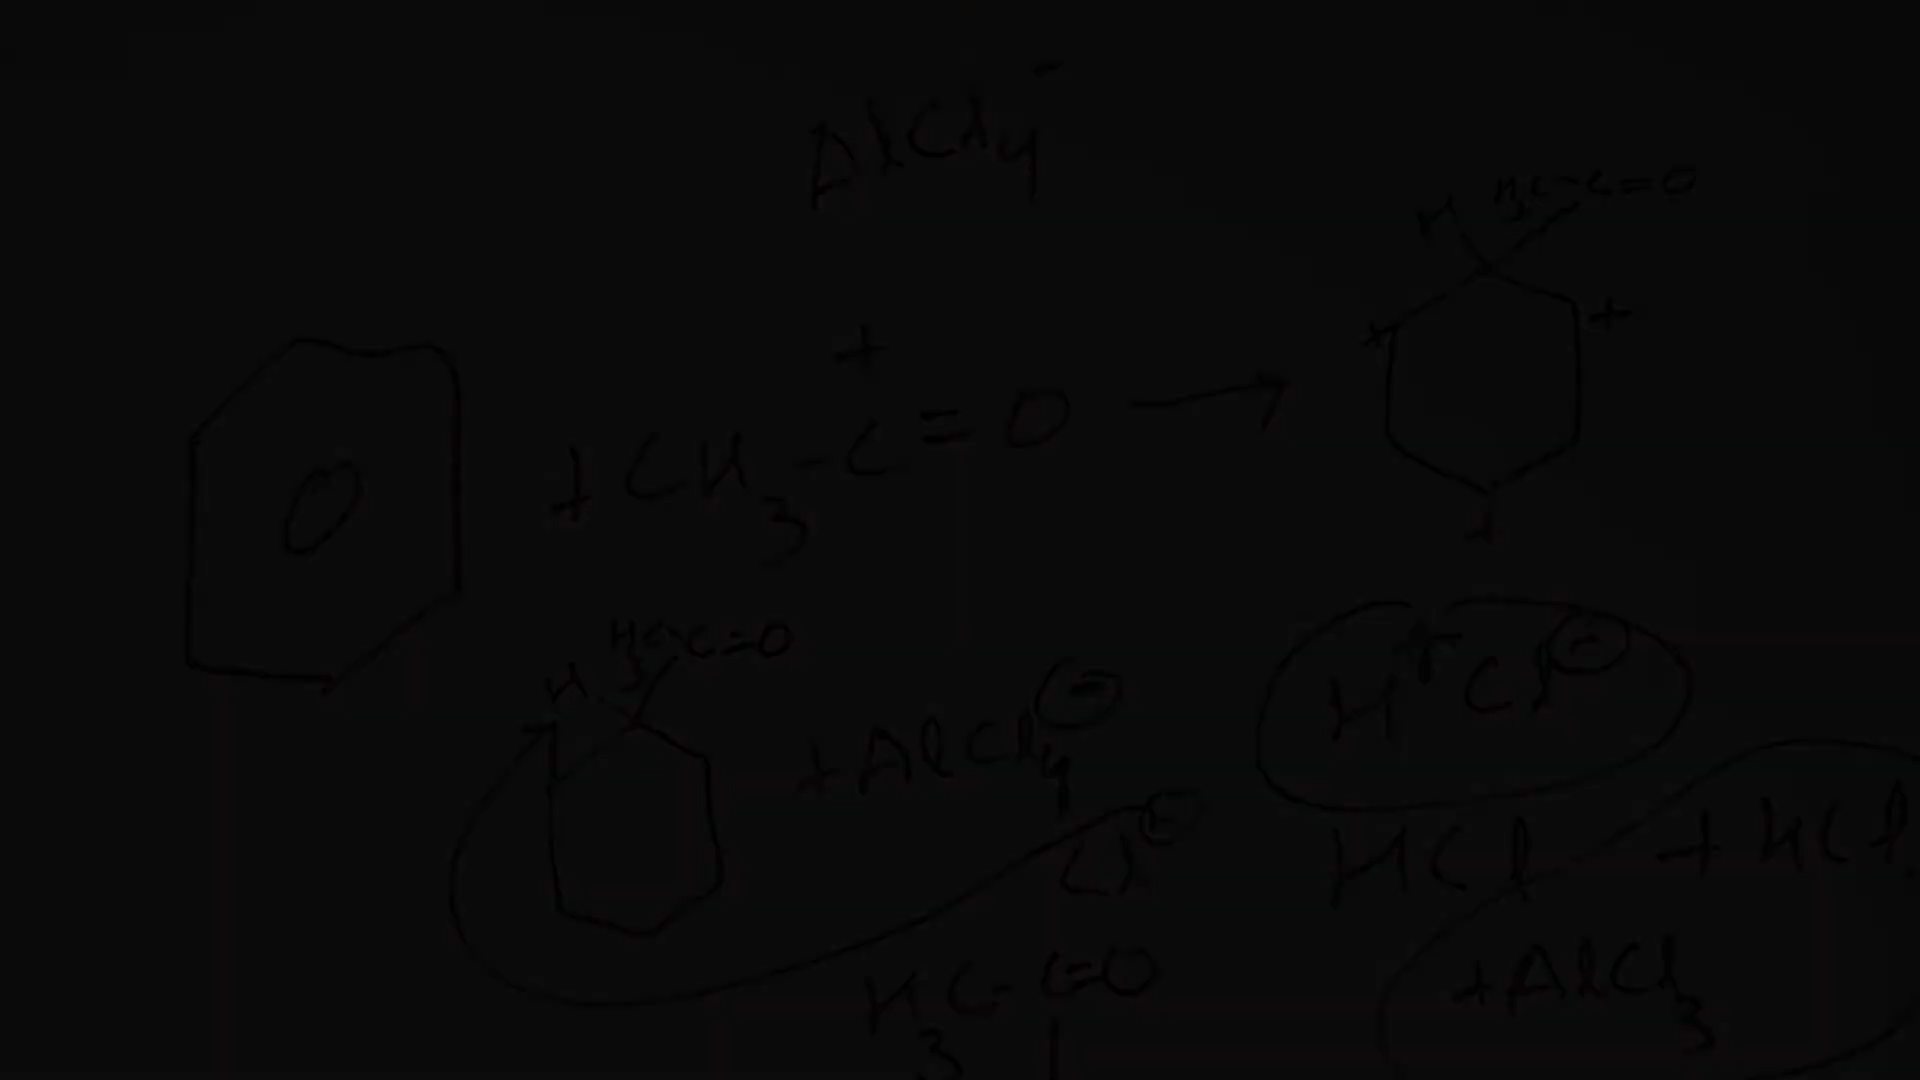 AlCl4-
H H3C-C=O
+ +
+
+ CH3-C=O →
+
H H3C-C=O
+ AlCl4⊖
H+ Cl⊖
Cl⊖
HCl + HCl
H3C-C=O
+ AlCl3